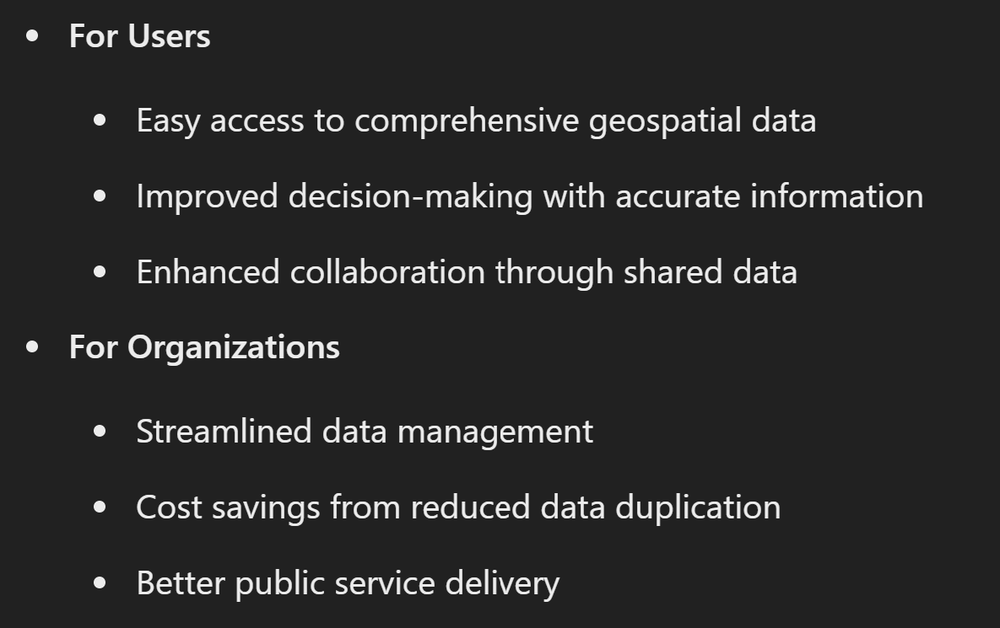 • For Users
• Easy access to comprehensive geospatial data
• Improved decision-making with accurate information
• Enhanced collaboration through shared data
• For Organizations
• Streamlined data management
• Cost savings from reduced data duplication
• Better public service delivery